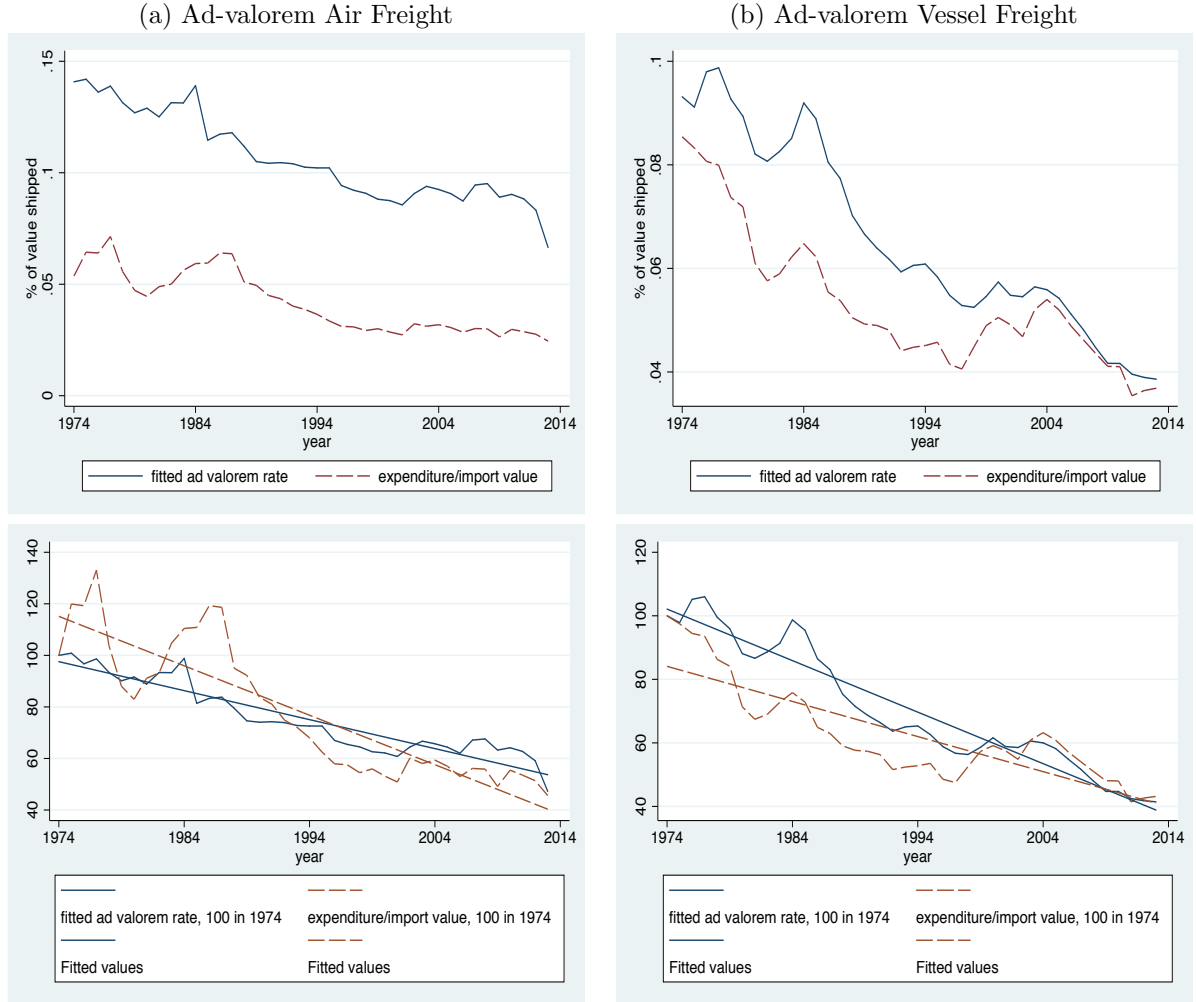 (a) Ad-valorem Air Freight
% of value shipped
.15
.1
.05
0
1974 1984 1994 2004 2014
year
fitted ad valorem rate expenditure/import value
(b) Ad-valorem Vessel Freight
% of value shipped
.1
.08
.06
.04
1974 1984 1994 2004 2014
year
fitted ad valorem rate expenditure/import value
140
120
100
80
60
40
1974 1984 1994 2004 2014
year
fitted ad valorem rate, 100 in 1974 expenditure/import value, 100 in 1974
Fitted values Fitted values
120
100
80
60
40
1974 1984 1994 2004 2014
year
fitted ad valorem rate, 100 in 1974 expenditure/import value, 100 in 1974
Fitted values Fitted values